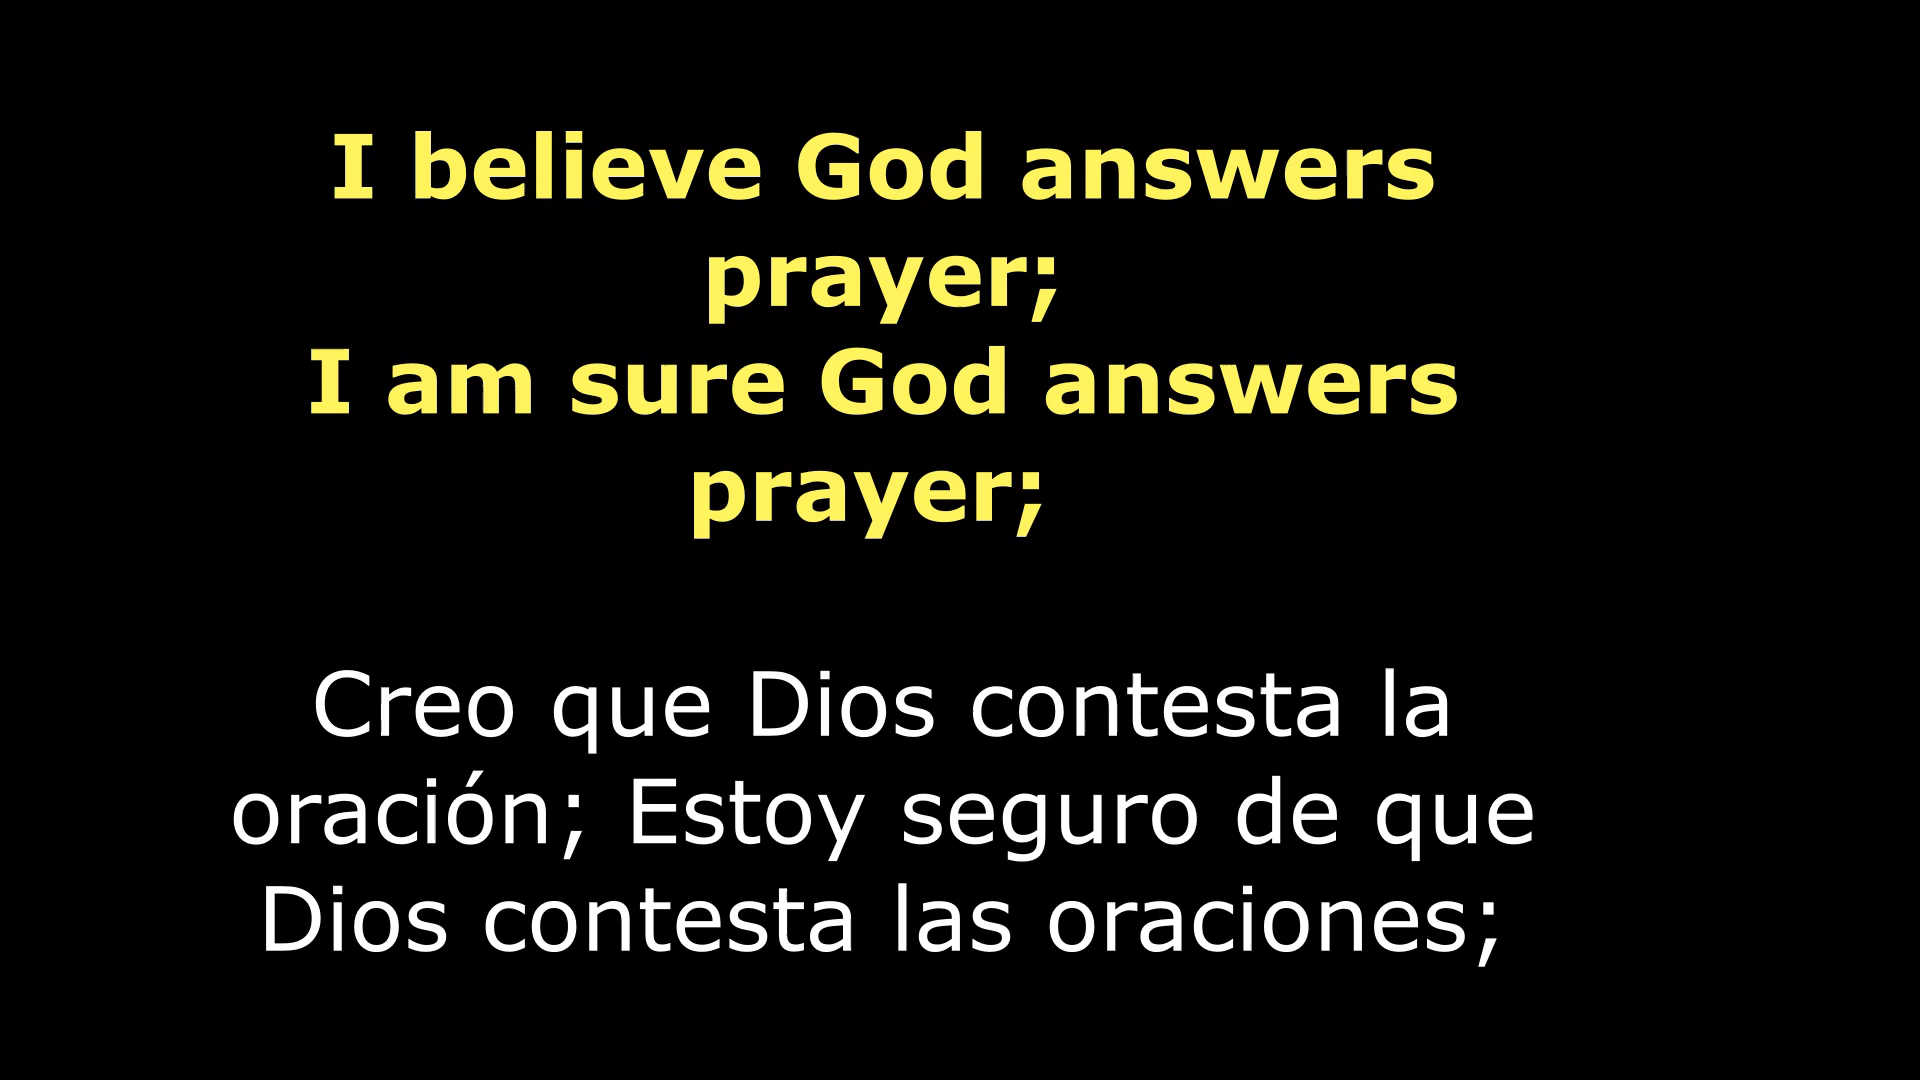 I believe God answers
prayer;
I am sure God answers
prayer;
Creo que Dios contesta la
oración; Estoy seguro de que
Dios contesta las oraciones;